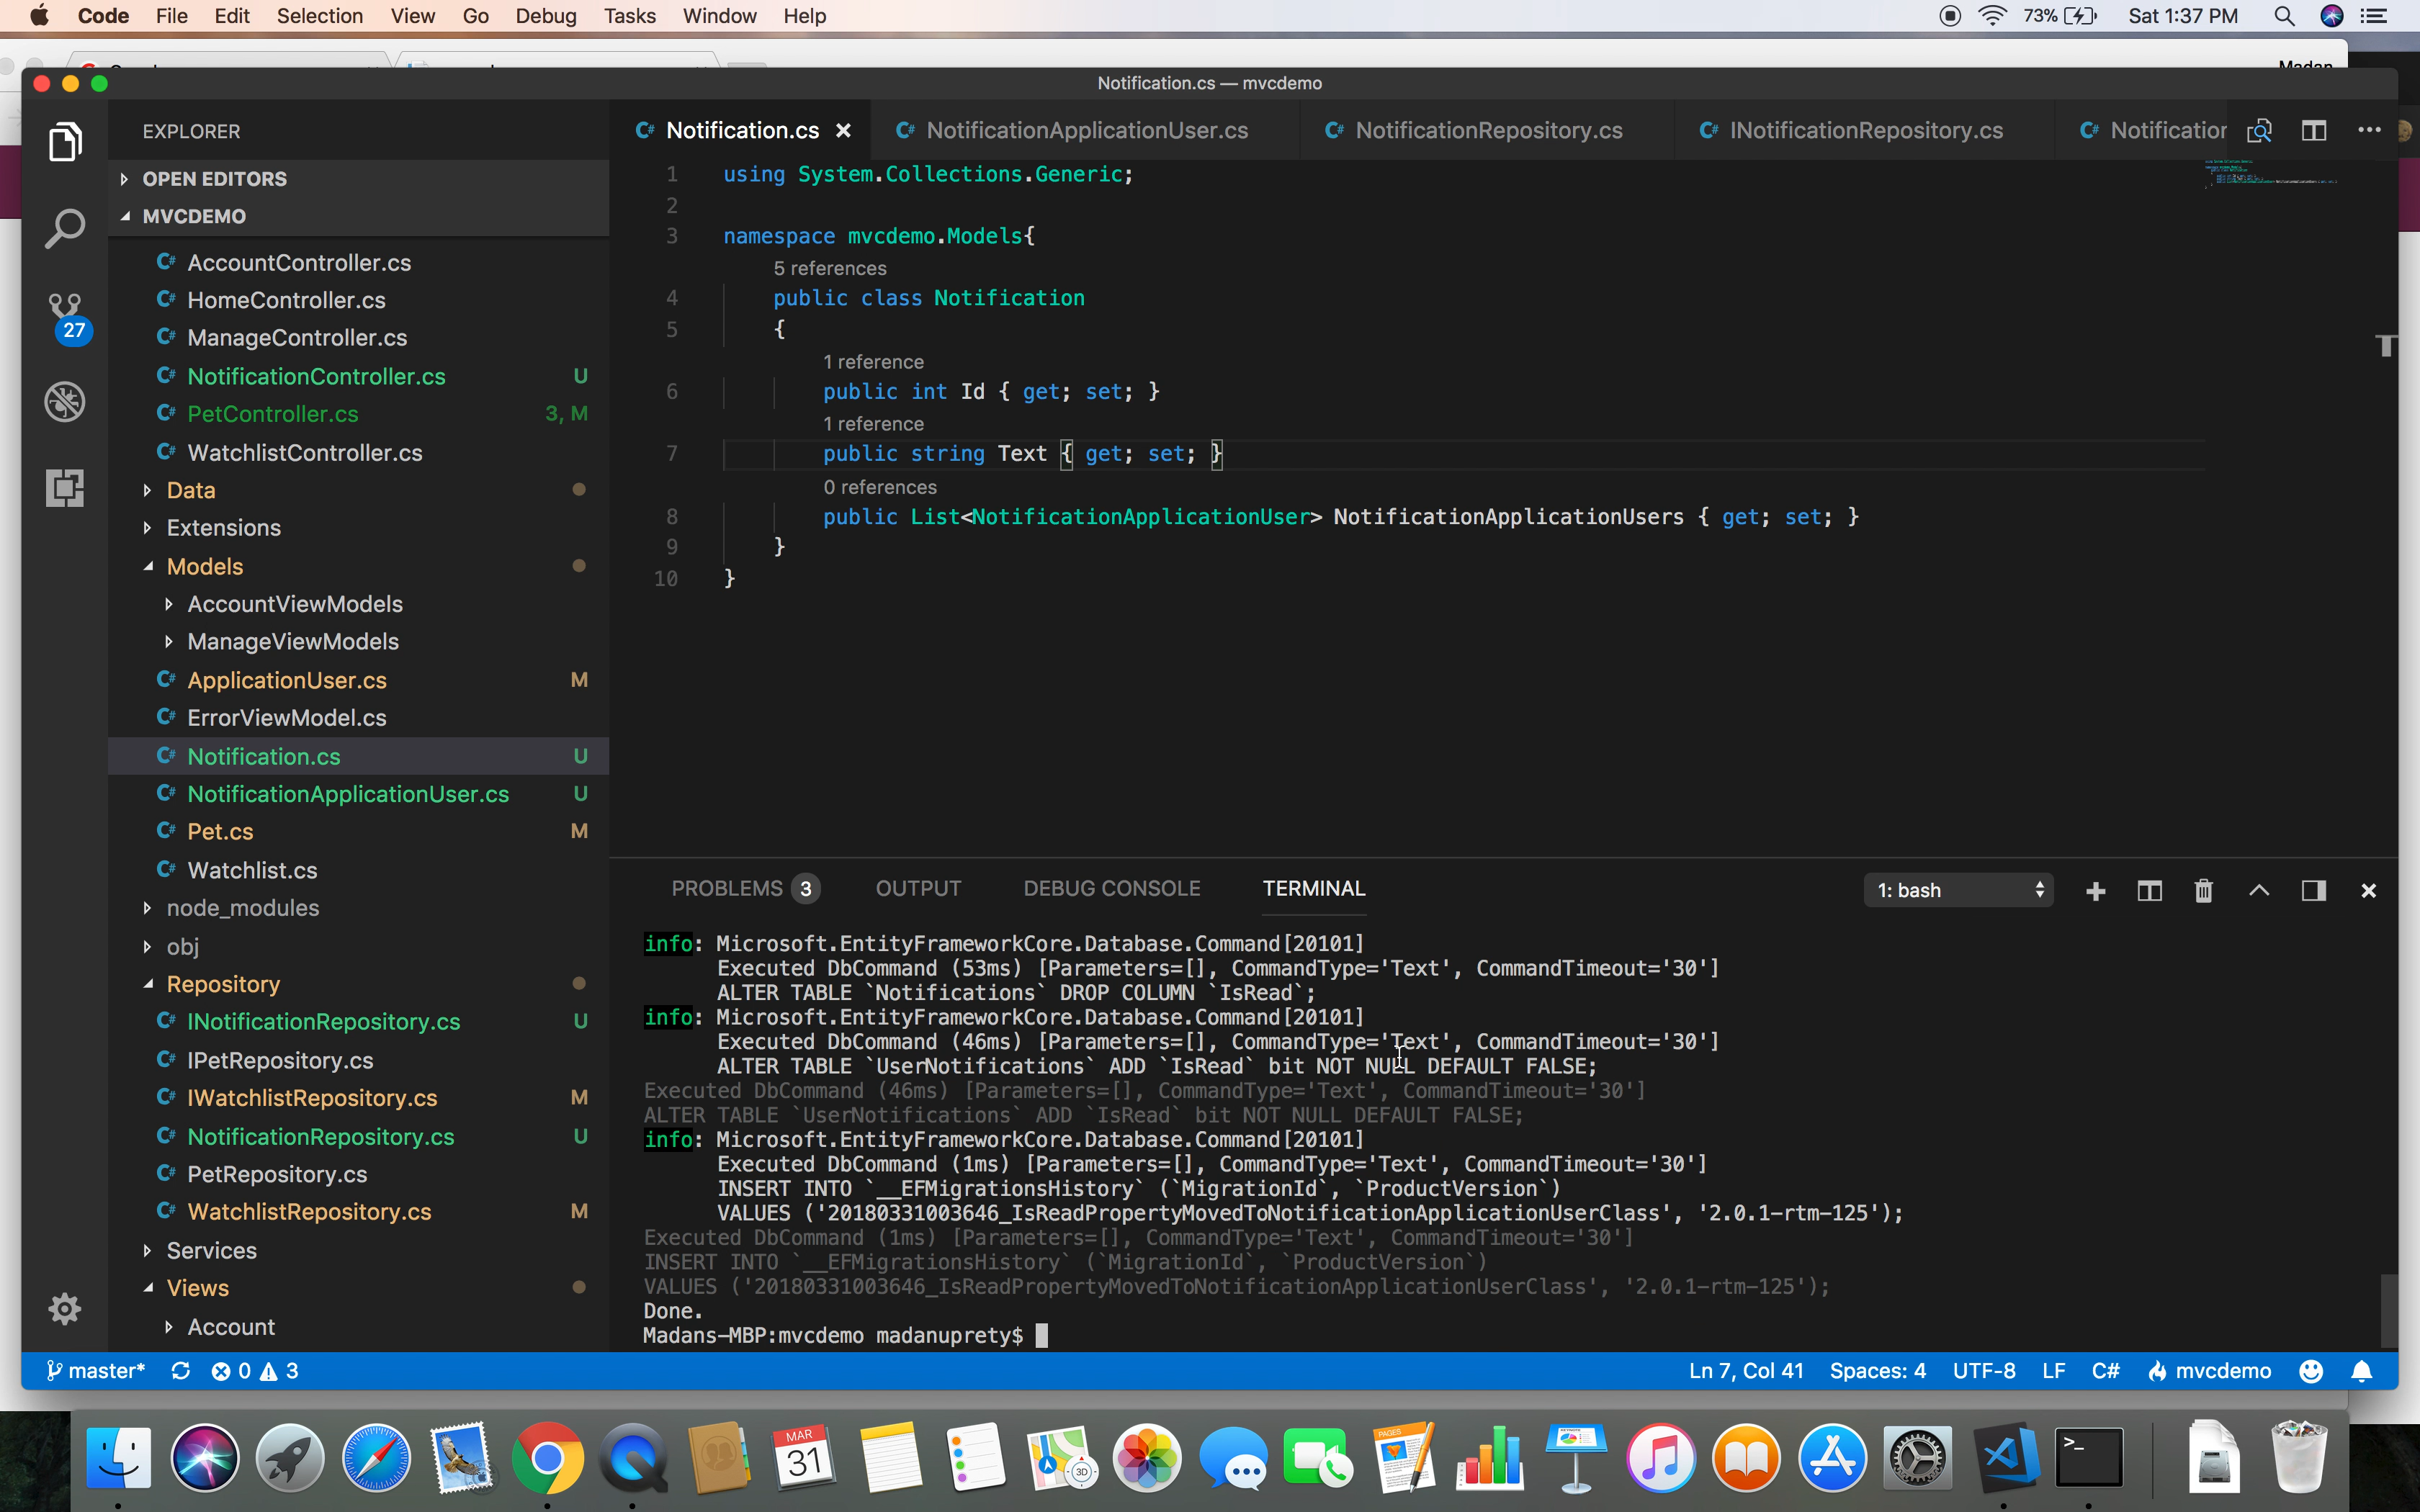 Code File Edit Selection View Go Debug Tasks Window Help 73% Sat 1:37 PM
Notification.cs — mvcdemo
EXPLORER
OPEN EDITORS
MVCDEMO
AccountController.cs
HomeController.cs
ManageController.cs
NotificationController.cs U
PetController.cs 3, M
WatchlistController.cs
Data
Extensions
Models
AccountViewModels
ManageViewModels
ApplicationUser.cs M
ErrorViewModel.cs
Notification.cs U
NotificationApplicationUser.cs U
Pet.cs M
Watchlist.cs
node_modules
obj
Repository
INotificationRepository.cs U
IPetRepository.cs
IWatchlistRepository.cs M
NotificationRepository.cs U
PetRepository.cs
WatchlistRepository.cs M
Services
Views
Account
27
Notification.cs NotificationApplicationUser.cs NotificationRepository.cs INotificationRepository.cs
1 using System.Collections.Generic;
2
3 namespace mvcdemo.Models{
5 references
4 public class Notification
5 {
1 reference
6 public int Id { get; set; }
1 reference
7 public string Text { get; set; }
0 references
8 public List<NotificationApplicationUser> NotificationApplicationUsers { get; set; }
9 }
10 }
PROBLEMS 3 OUTPUT DEBUG CONSOLE TERMINAL 1: bash
info: Microsoft.EntityFrameworkCore.Database.Command[20101]
Executed DbCommand (53ms) [Parameters=[], CommandType='Text', CommandTimeout='30']
ALTER TABLE `Notifications` DROP COLUMN `IsRead`;
info: Microsoft.EntityFrameworkCore.Database.Command[20101]
Executed DbCommand (46ms) [Parameters=[], CommandType='Text', CommandTimeout='30']
ALTER TABLE `UserNotifications` ADD `IsRead` bit NOT NULL DEFAULT FALSE;
Executed DbCommand (46ms) [Parameters=[], CommandType='Text', CommandTimeout='30']
ALTER TABLE `UserNotifications` ADD `IsRead` bit NOT NULL DEFAULT FALSE;
info: Microsoft.EntityFrameworkCore.Database.Command[20101]
Executed DbCommand (1ms) [Parameters=[], CommandType='Text', CommandTimeout='30']
INSERT INTO `__EFMigrationsHistory` (`MigrationId`, `ProductVersion`)
VALUES ('20180331003646_IsReadPropertyMovedToNotificationApplicationUserClass', '2.0.1-rtm-125');
Executed DbCommand (1ms) [Parameters=[], CommandType='Text', CommandTimeout='30']
INSERT INTO `__EFMigrationsHistory` (`MigrationId`, `ProductVersion`)
VALUES ('20180331003646_IsReadPropertyMovedToNotificationApplicationUserClass', '2.0.1-rtm-125');
Done.
Madans-MBP:mvcdemo madanuprety$
master* 0 3 Ln 7, Col 41 Spaces: 4 UTF-8 LF C# mvcdemo
MAR
31
PAGES
3D